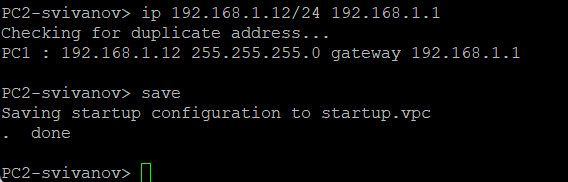 PC2-svivanov> ip 192.168.1.12/24 192.168.1.1
Checking for duplicate address...
PC1 : 192.168.1.12 255.255.255.0 gateway 192.168.1.1
PC2-svivanov> save
Saving startup configuration to startup.vpc
.  done
PC2-svivanov>